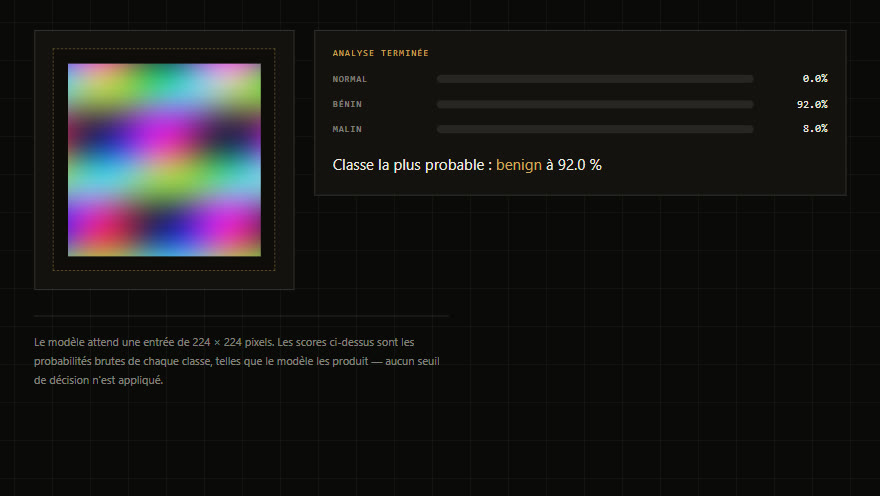 ANALYSE TERMINÉE
NORMAL 0.0%
BÉNIN 92.0%
MALIN 8.0%
Classe la plus probable : benign à 92.0 %
Le modèle attend une entrée de 224 × 224 pixels. Les scores ci-dessus sont les
probabilités brutes de chaque classe, telles que le modèle les produit — aucun seuil
de décision n'est appliqué.